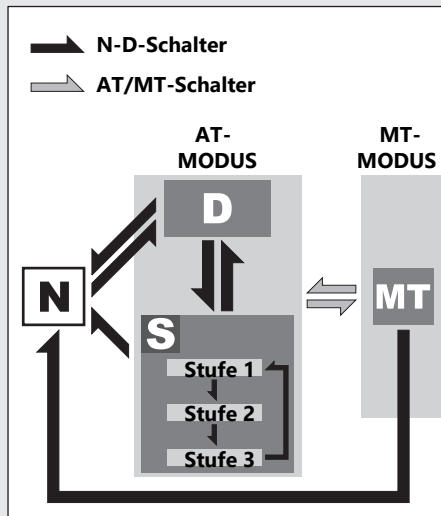 N-D-Schalter
AT/MT-Schalter
AT-
MODUS
MT-
MODUS
D
N
MT
S
Stufe 1
Stufe 2
Stufe 3